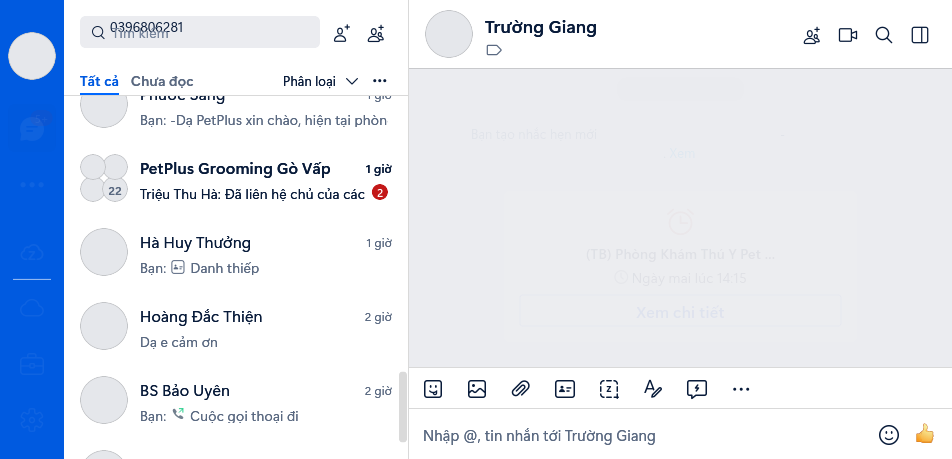 0396806281
Tìm kiếm
Tất cả Chưa đọc Phân loại
Phước Sang 1 giờ
Bạn: -Dạ PetPlus xin chào, hiện tại phòn
PetPlus Grooming Gò Vấp 1 giờ
22 Triệu Thu Hà: Đã liên hệ chủ của các 2
Hà Huy Thưởng 1 giờ
Bạn: Danh thiếp
Hoàng Đắc Thiện 2 giờ
Dạ e cảm ơn
BS Bảo Uyên 2 giờ
Bạn: Cuộc gọi thoại đi
Trường Giang
Bạn tạo nhắc hẹn mới
Xem
(TB) Phòng Khám Thú Y Pet ...
Ngày mai lúc 14:15
Xem chi tiết
Nhập @, tin nhắn tới Trường Giang